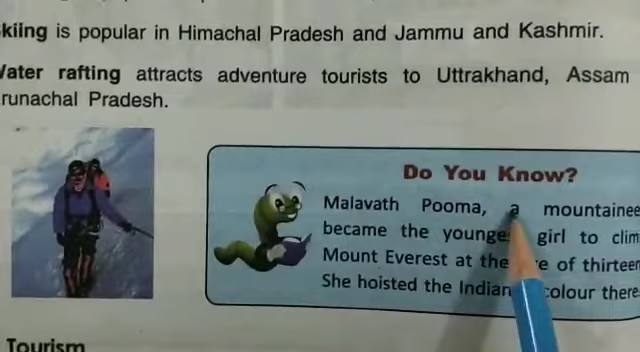 kiing is popular in Himachal Pradesh and Jammu and Kashmir.
ater rafting attracts adventure tourists to Uttrakhand, Assam
runachal Pradesh.
Do You Know?
Malavath Pooma, a mountainee
became the younges girl to clim
Mount Everest at the e of thirteen
She hoisted the Indian colour there
Tourism